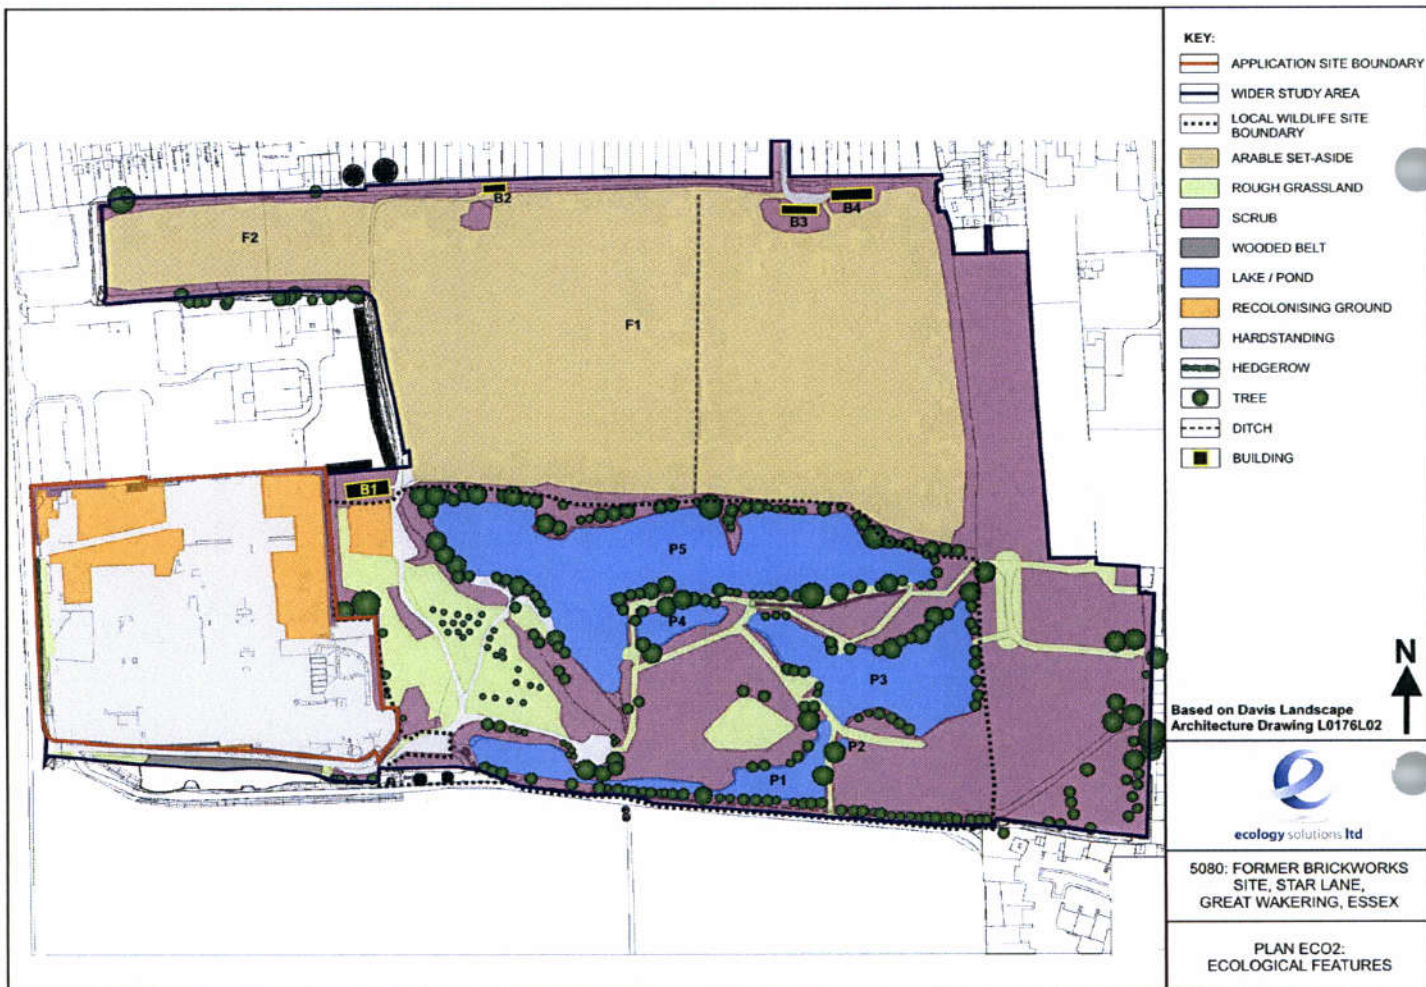 KEY:
APPLICATION SITE BOUNDARY
WIDER STUDY AREA
LOCAL WILDLIFE SITE
BOUNDARY
ARABLE SET-ASIDE
ROUGH GRASSLAND
SCRUB
WOODED BELT
LAKE / POND
RECOLONISING GROUND
HARDSTANDING
HEDGEROW
TREE
DITCH
BUILDING
B2
B3
B4
F2
F1
B1
P5
P4
P3
P2
P1
N
Based on Davis Landscape
Architecture Drawing L0176L02
ecology solutions ltd
5080: FORMER BRICKWORKS
SITE, STAR LANE,
GREAT WAKERING, ESSEX
PLAN ECO2:
ECOLOGICAL FEATURES